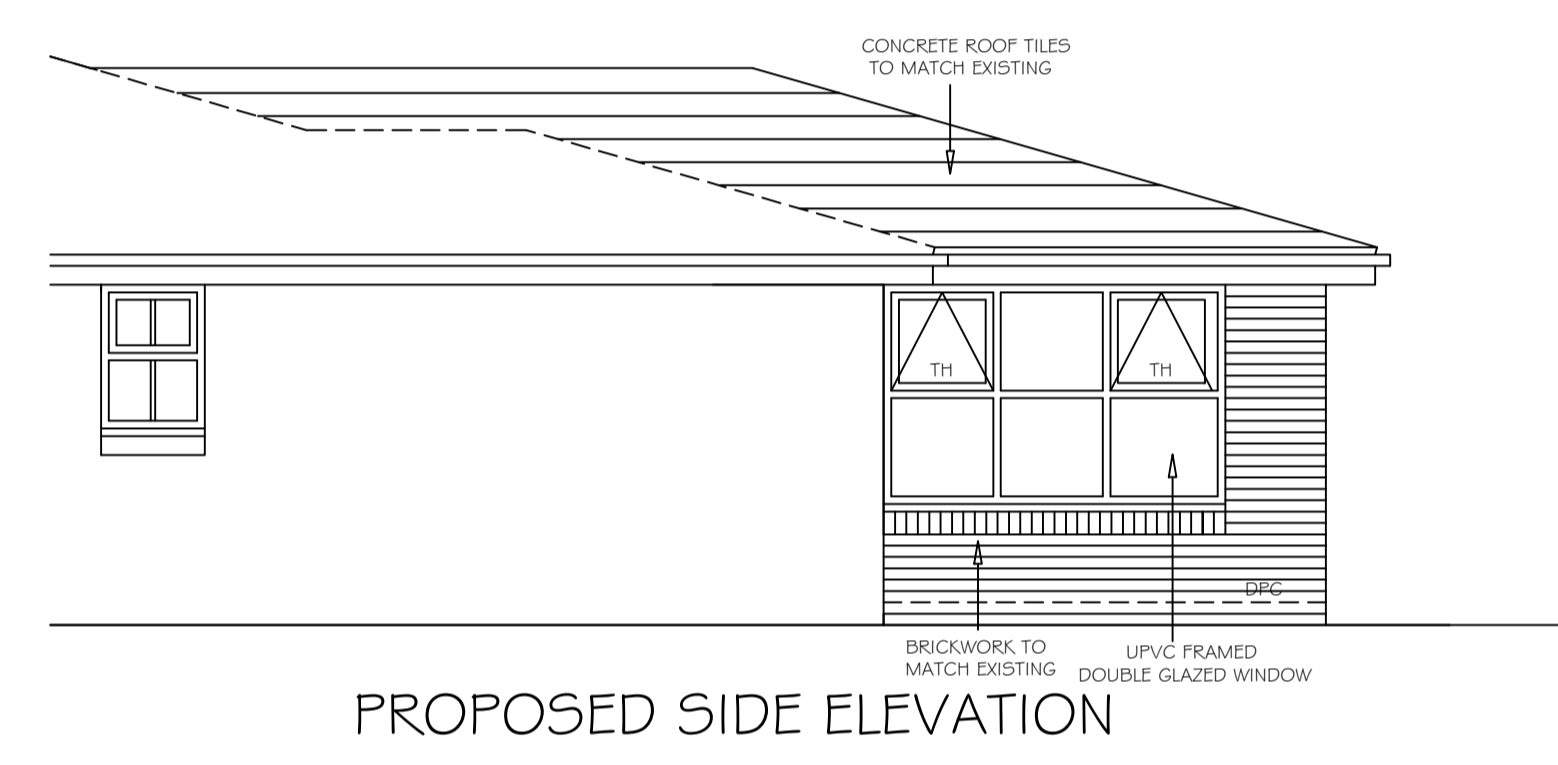 CONCRETE ROOF TILES
TO MATCH EXISTING
TH
TH
DPC
BRICKWORK TO
MATCH EXISTING
UPVC FRAMED
DOUBLE GLAZED WINDOW
PROPOSED SIDE ELEVATION